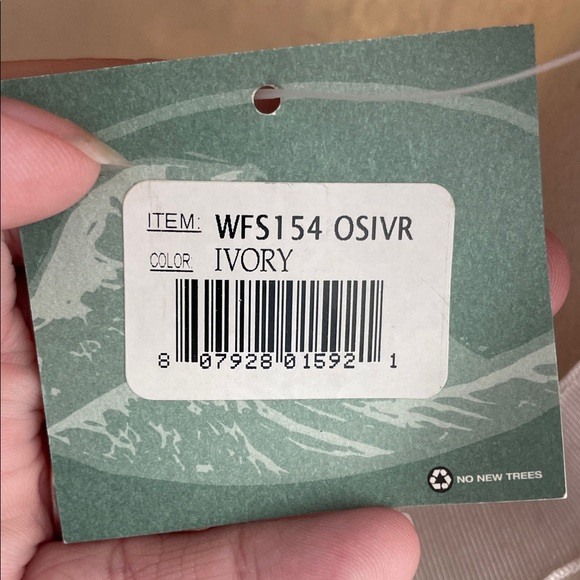 ITEM: WFS154 OSIVR
COLOR: IVORY
8 07928 01592 1
NO NEW TREES